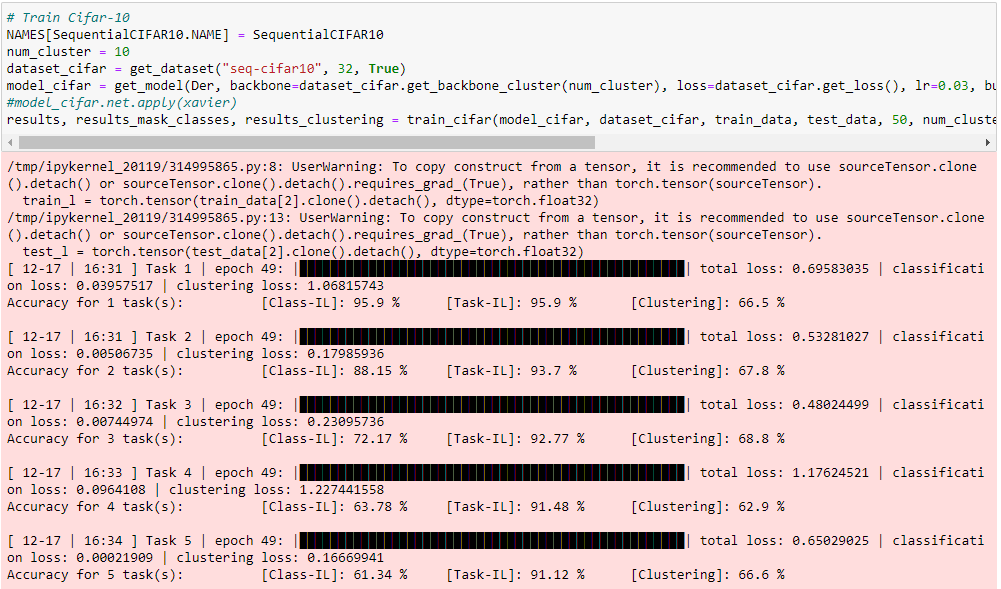 # Train Cifar-10
NAMES[SequentialCIFAR10.NAME] = SequentialCIFAR10
num_cluster = 10
dataset_cifar = get_dataset("seq-cifar10", 32, True)
model_cifar = get_model(Der, backbone=dataset_cifar.get_backbone_cluster(num_cluster), loss=dataset_cifar.get_loss(), lr=0.03, bu
#model_cifar.net.apply(xavier)
results, results_mask_classes, results_clustering = train_cifar(model_cifar, dataset_cifar, train_data, test_data, 50, num_cluste
/tmp/ipykernel_20119/314995865.py:8: UserWarning: To copy construct from a tensor, it is recommended to use sourceTensor.clone
().detach() or sourceTensor.clone().detach().requires_grad_(True), rather than torch.tensor(sourceTensor).
train_l = torch.tensor(train_data[2].clone().detach(), dtype=torch.float32)
/tmp/ipykernel_20119/314995865.py:13: UserWarning: To copy construct from a tensor, it is recommended to use sourceTensor.clone
().detach() or sourceTensor.clone().detach().requires_grad_(True), rather than torch.tensor(sourceTensor).
test_l = torch.tensor(test_data[2].clone().detach(), dtype=torch.float32)
[ 12-17 | 16:31 ] Task 1 | epoch 49: | | total loss: 0.69583035 | classificati
on loss: 0.03957517 | clustering loss: 1.06815743
Accuracy for 1 task(s): [Class-IL]: 95.9 % [Task-IL]: 95.9 % [Clustering]: 66.5 %
[ 12-17 | 16:31 ] Task 2 | epoch 49: | | total loss: 0.53281027 | classificati
on loss: 0.00506735 | clustering loss: 0.17985936
Accuracy for 2 task(s): [Class-IL]: 88.15 % [Task-IL]: 93.7 % [Clustering]: 67.8 %
[ 12-17 | 16:32 ] Task 3 | epoch 49: | | total loss: 0.48024499 | classificati
on loss: 0.00744974 | clustering loss: 0.23095736
Accuracy for 3 task(s): [Class-IL]: 72.17 % [Task-IL]: 92.77 % [Clustering]: 68.8 %
[ 12-17 | 16:33 ] Task 4 | epoch 49: | | total loss: 1.17624521 | classificati
on loss: 0.0964108 | clustering loss: 1.227441558
Accuracy for 4 task(s): [Class-IL]: 63.78 % [Task-IL]: 91.48 % [Clustering]: 62.9 %
[ 12-17 | 16:34 ] Task 5 | epoch 49: | | total loss: 0.65029025 | classificati
on loss: 0.00021909 | clustering loss: 0.16669941
Accuracy for 5 task(s): [Class-IL]: 61.34 % [Task-IL]: 91.12 % [Clustering]: 66.6 %